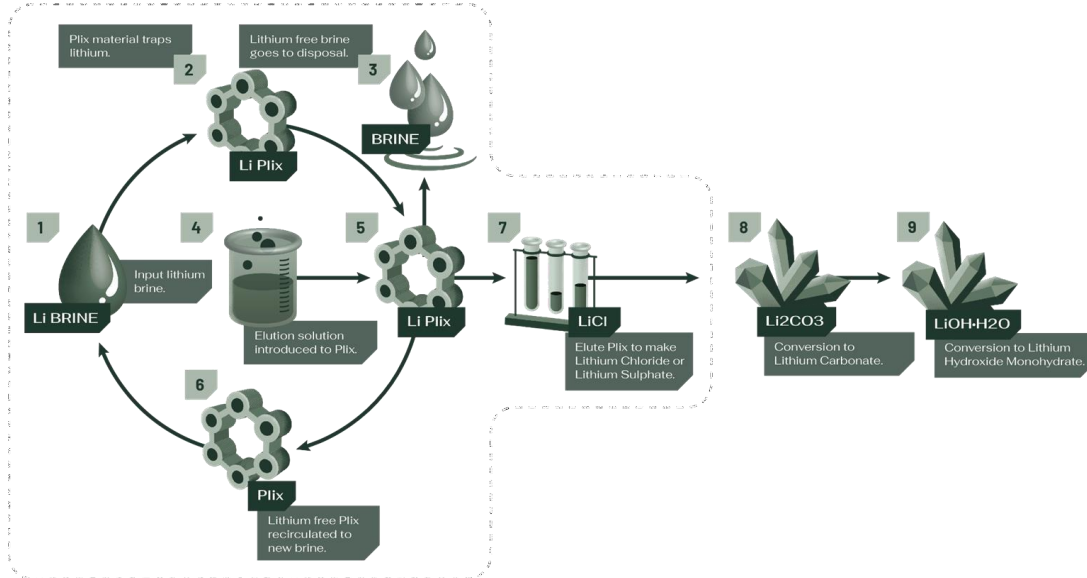 Plix material traps
lithium.
2
Li Plix
Lithium free brine
goes to disposal.
3
BRINE
1
Input lithium
brine.
Li BRINE
4
Elution solution
introduced to Plix.
5
Li Plix
6
Plix
Lithium free Plix
recirculated to
new brine.
7
LiCl
Elute Plix to make
Lithium Chloride or
Lithium Sulphate.
8
Li2CO3
Conversion to
Lithium Carbonate.
9
LiOH•H2O
Conversion to Lithium
Hydroxide Monohydrate.